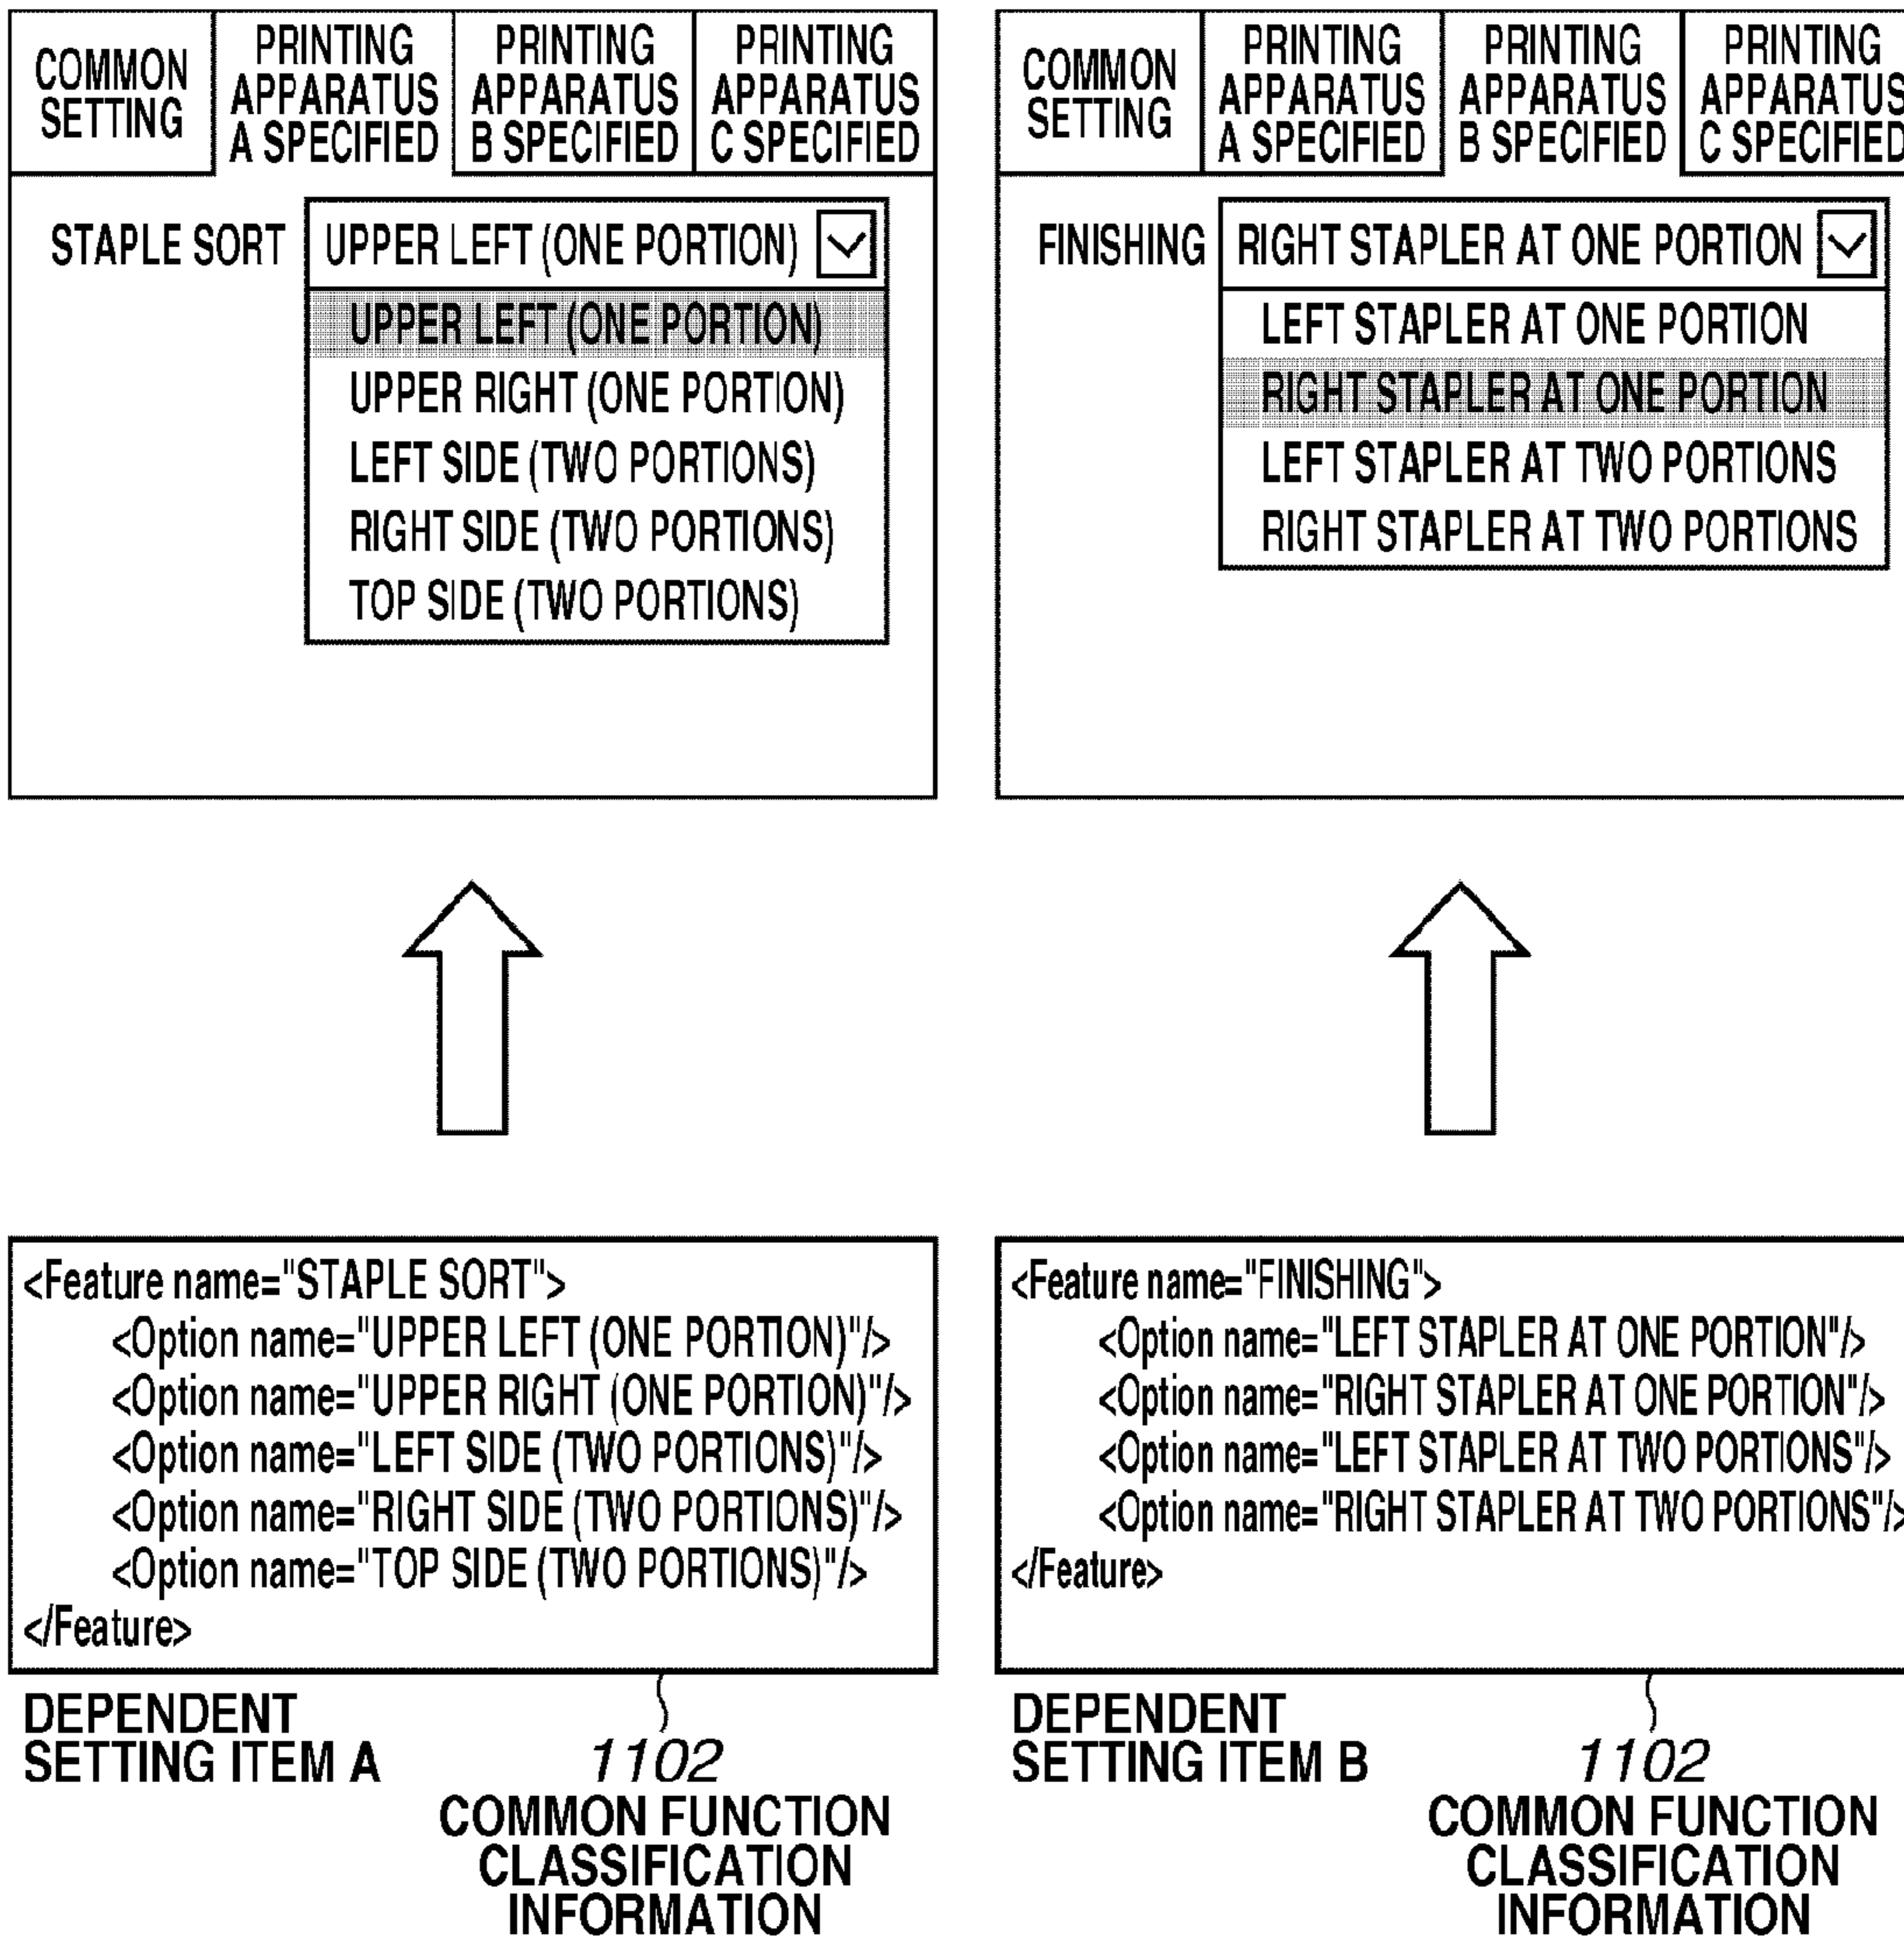 COMMON
SETTING
PRINTING
APPARATUS
A SPECIFIED
PRINTING
APPARATUS
B SPECIFIED
PRINTING
APPARATUS
C SPECIFIED
STAPLE SORT
UPPER LEFT (ONE PORTION)
UPPER LEFT (ONE PORTION)
UPPER RIGHT (ONE PORTION)
LEFT SIDE (TWO PORTIONS)
RIGHT SIDE (TWO PORTIONS)
TOP SIDE (TWO PORTIONS)
COMMON
SETTING
PRINTING
APPARATUS
A SPECIFIED
PRINTING
APPARATUS
B SPECIFIED
PRINTING
APPARATUS
C SPECIFIED
FINISHING
RIGHT STAPLER AT ONE PORTION
LEFT STAPLER AT ONE PORTION
RIGHT STAPLER AT ONE PORTION
LEFT STAPLER AT TWO PORTIONS
RIGHT STAPLER AT TWO PORTIONS
<Feature name="STAPLE SORT">
<Option name="UPPER LEFT (ONE PORTION)"/>
<Option name="UPPER RIGHT (ONE PORTION)"/>
<Option name="LEFT SIDE (TWO PORTIONS)"/>
<Option name="RIGHT SIDE (TWO PORTIONS)"/>
<Option name="TOP SIDE (TWO PORTIONS)"/>
</Feature>
DEPENDENT
SETTING ITEM A
1102
COMMON FUNCTION
CLASSIFICATION
INFORMATION
<Feature name="FINISHING">
<Option name="LEFT STAPLER AT ONE PORTION"/>
<Option name="RIGHT STAPLER AT ONE PORTION"/>
<Option name="LEFT STAPLER AT TWO PORTIONS"/>
<Option name="RIGHT STAPLER AT TWO PORTIONS"/>
</Feature>
DEPENDENT
SETTING ITEM B
1102
COMMON FUNCTION
CLASSIFICATION
INFORMATION